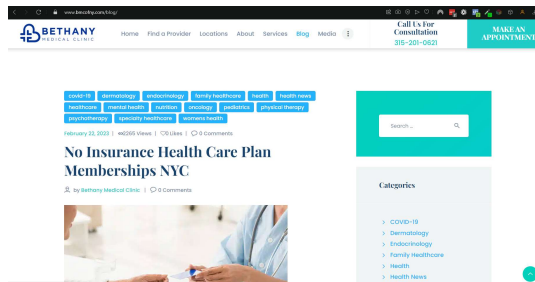 www.bmcofny.com/blog/
BETHANY
MEDICAL CLINIC
Home Find a Provider Locations About Services Blog Media
Call Us For
Consultation
315-201-0621
MAKE AN
APPOINTMENT
covid-19 dermatology endocrinology family healthcare health health news
healthcare mental health nutrition oncology pediatrics physical therapy
psychotherapy specialty healthcare womens health
February 22, 2023 | 2265 Views | 0 Likes | 0 Comments
No Insurance Health Care Plan
Memberships NYC
by Bethany Medical Clinic | 0 Comments
Search ...
Categories
> COVID-19
> Dermatology
> Endocrinology
> Family Healthcare
> Health
> Health News